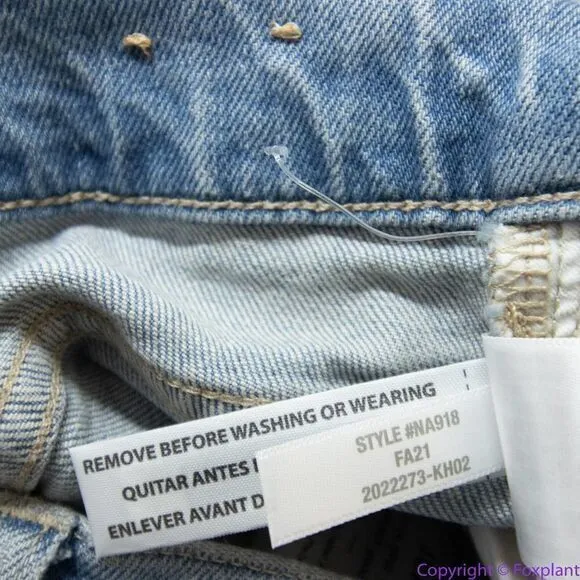 REMOVE BEFORE WASHING OR WEARING
QUITAR ANTES
ENLEVER AVANT D
STYLE #NA918
FA21
2022273-KH02
Copyright © Foxplant